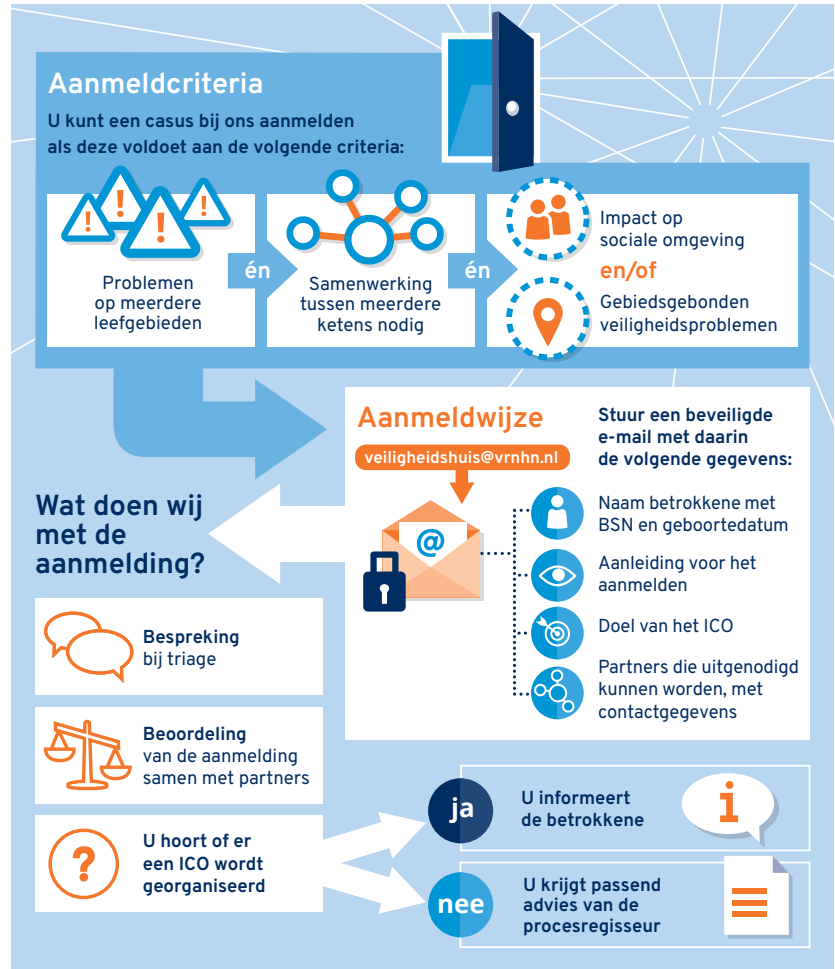 Aanmeldcriteria
U kunt een casus bij ons aanmelden
als deze voldoet aan de volgende criteria:
Problemen
op meerdere
leefgebieden
én
Samenwerking
tussen meerdere
ketens nodig
én
Impact op
sociale omgeving
en/of
Gebiedsgebonden
veiligheidsproblemen
Aanmeldwijze
veiligheidshuis@vrnhn.nl
@
Stuur een beveiligde
e-mail met daarin
de volgende gegevens:
Naam betrokkene met
BSN en geboortedatum
Aanleiding voor het
aanmelden
Doel van het ICO
Partners die uitgenodigd
kunnen worden, met
contactgegevens
Wat doen wij
met de
aanmelding?
Bespreking
bij triage
Beoordeling
van de aanmelding
samen met partners
?
U hoort of er
een ICO wordt
georganiseerd
ja
U informeert
de betrokkene
i
nee
U krijgt passend
advies van de
procesregisseur